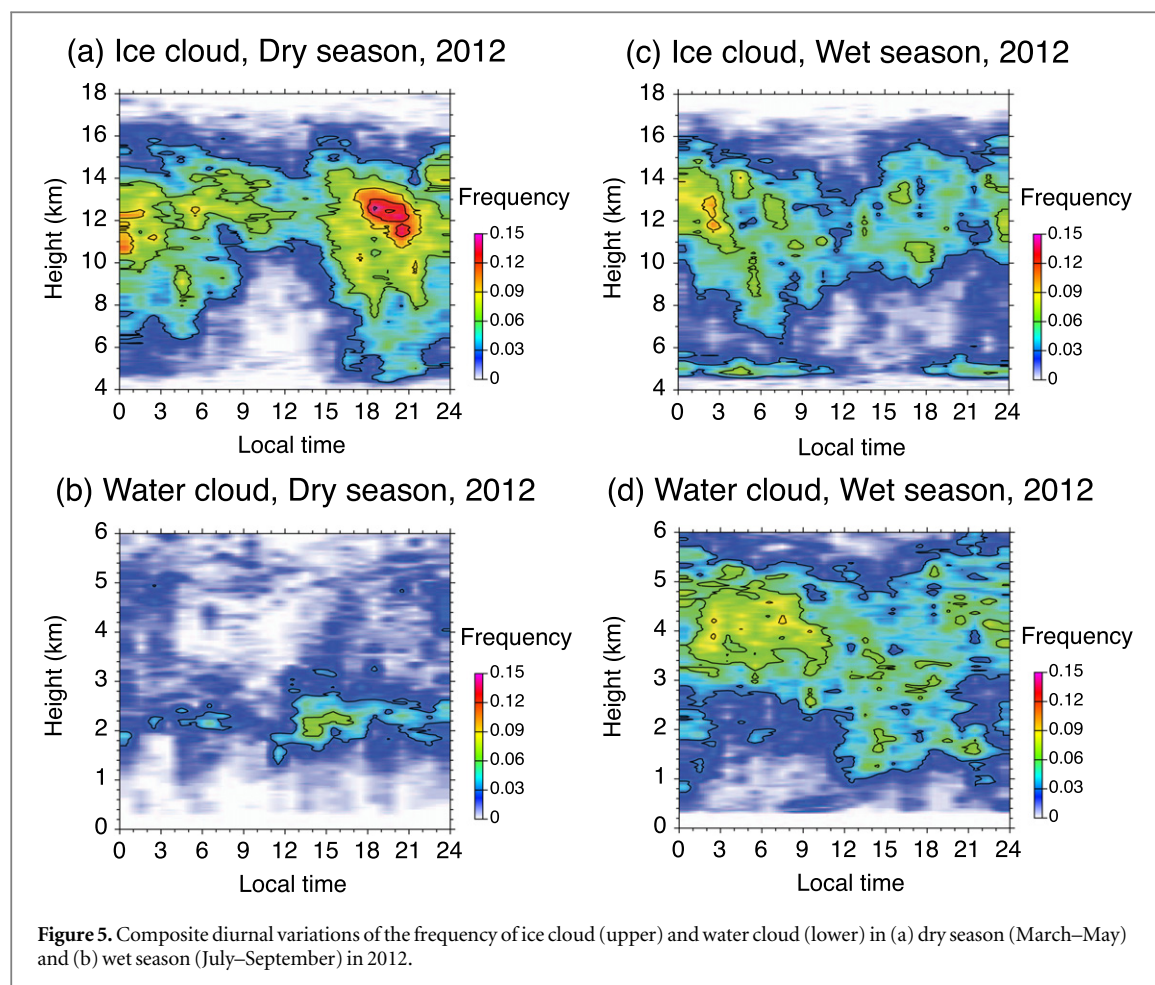 (a) Ice cloud, Dry season, 2012
18
16
14
12
10
8
6
4
Height (km)
0 3 6 9 12 15 18 21 24
Local time
Frequency
0.15
0.12
0.09
0.06
0.03
0
(c) Ice cloud, Wet season, 2012
18
16
14
12
10
8
6
4
Height (km)
0 3 6 9 12 15 18 21 24
Local time
Frequency
0.15
0.12
0.09
0.06
0.03
0
(b) Water cloud, Dry season, 2012
6
5
4
3
2
1
0
Height (km)
0 3 6 9 12 15 18 21 24
Local time
Frequency
0.15
0.12
0.09
0.06
0.03
0
(d) Water cloud, Wet season, 2012
6
5
4
3
2
1
0
Height (km)
0 3 6 9 12 15 18 21 24
Local time
Frequency
0.15
0.12
0.09
0.06
0.03
0
Figure 5. Composite diurnal variations of the frequency of ice cloud (upper) and water cloud (lower) in (a) dry season (March–May)
and (b) wet season (July–September) in 2012.